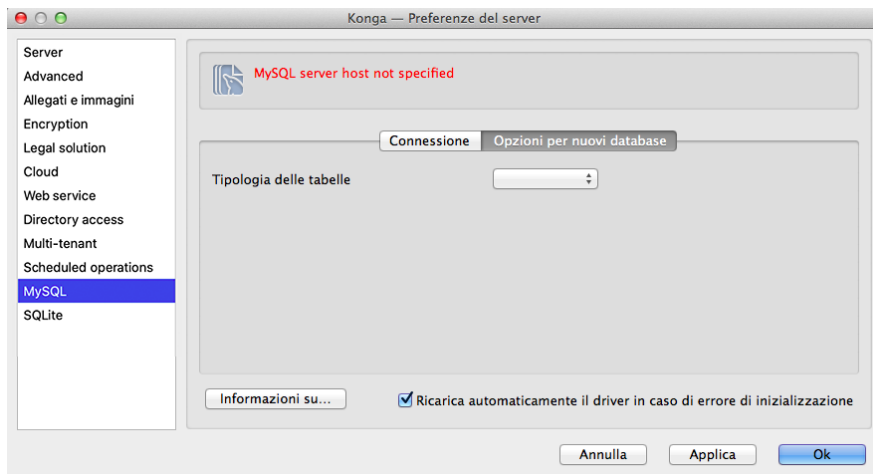 Konga — Preferenze del server
Server
Advanced
Allegati e immagini
Encryption
Legal solution
Cloud
Web service
Directory access
Multi-tenant
Scheduled operations
MySQL
SQLite
MySQL server host not specified
Connessione
Opzioni per nuovi database
Tipologia delle tabelle
Informazioni su...
Ricarica automaticamente il driver in caso di errore di inizializzazione
Annulla
Applica
Ok